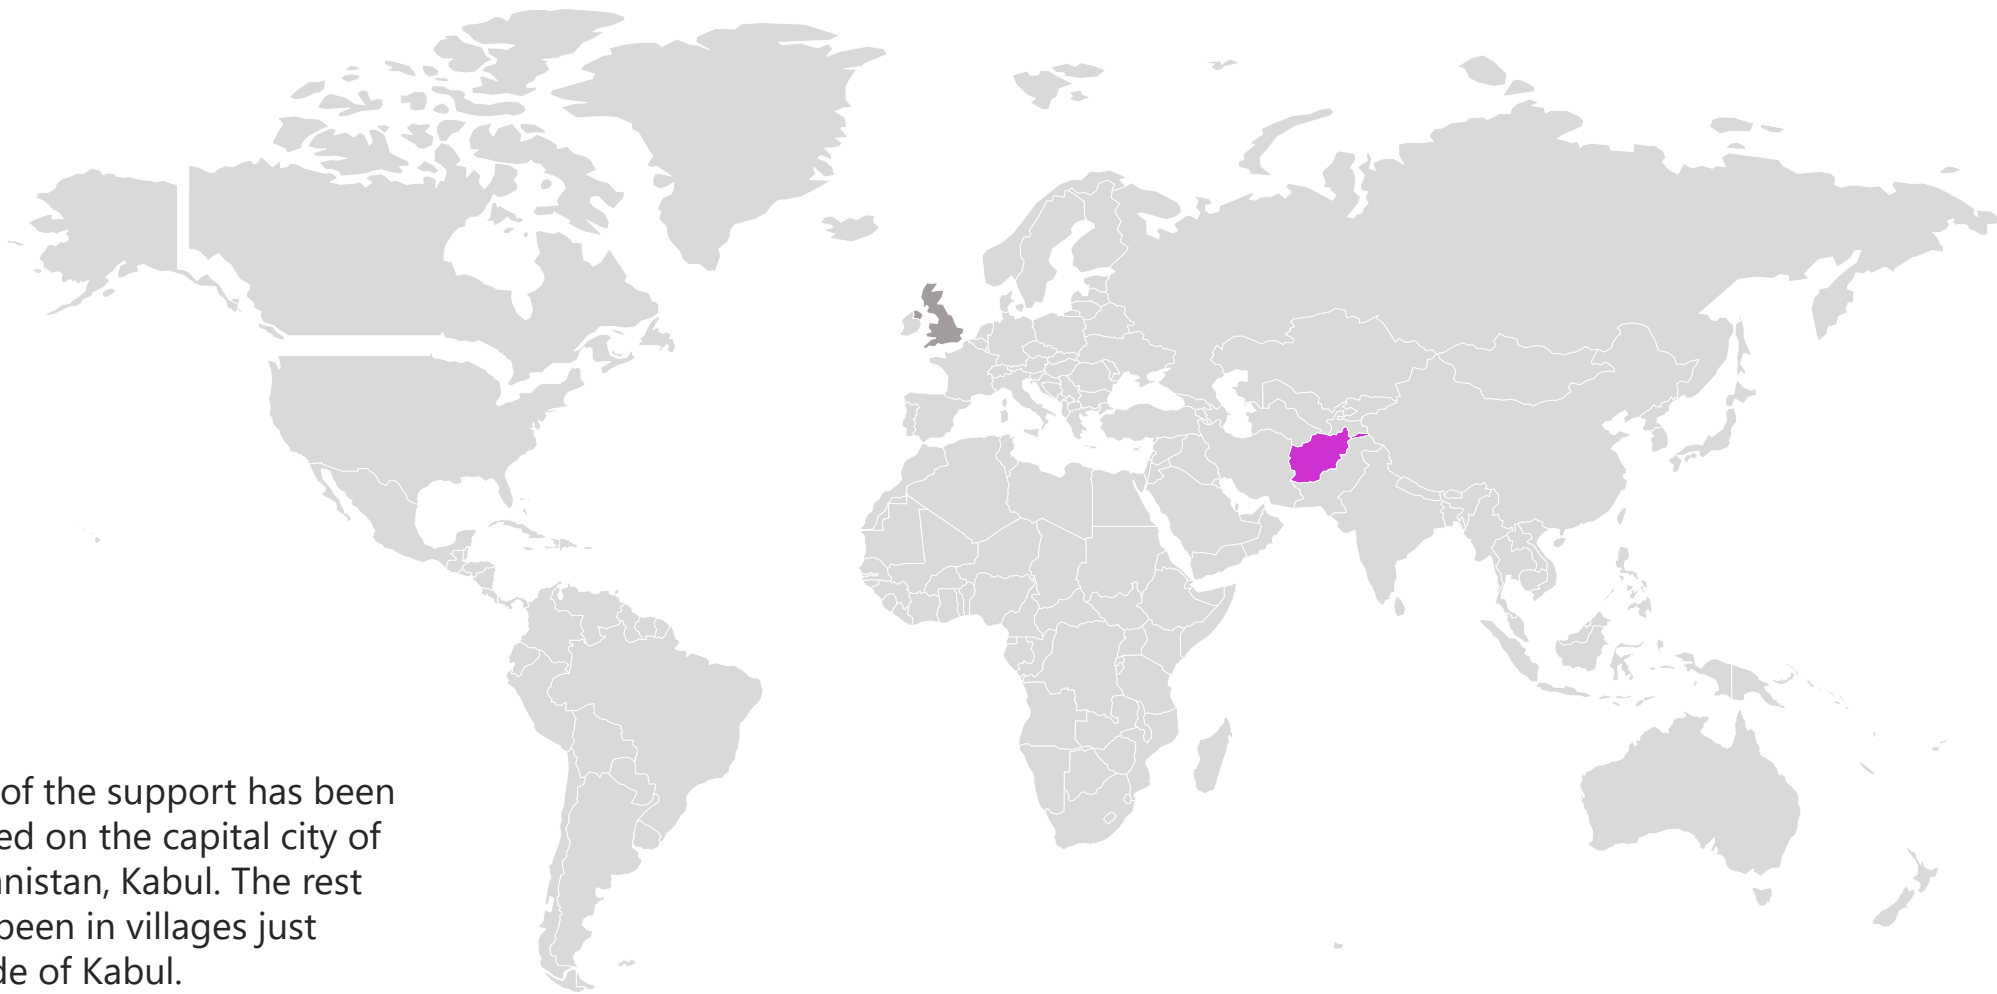 of the support has been
ed on the capital city of
nistan, Kabul. The rest
been in villages just
de of Kabul.